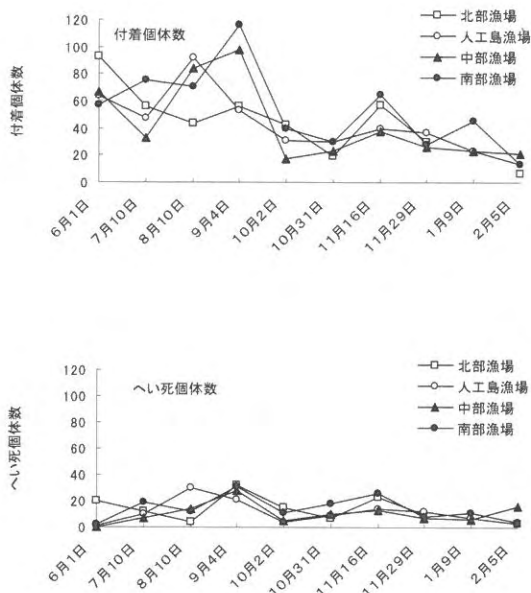 付着個体数
付着個体数
北部漁場
人工島漁場
中部漁場
南部漁場
120
100
80
60
40
20
0
6月1日
7月10日
8月10日
9月4日
10月2日
10月31日
11月16日
11月29日
1月9日
2月5日
へい死個体数
へい死個体数
北部漁場
人工島漁場
中部漁場
南部漁場
120
100
80
60
40
20
0
6月1日
7月10日
8月10日
9月4日
10月2日
10月31日
11月16日
11月29日
1月9日
2月5日